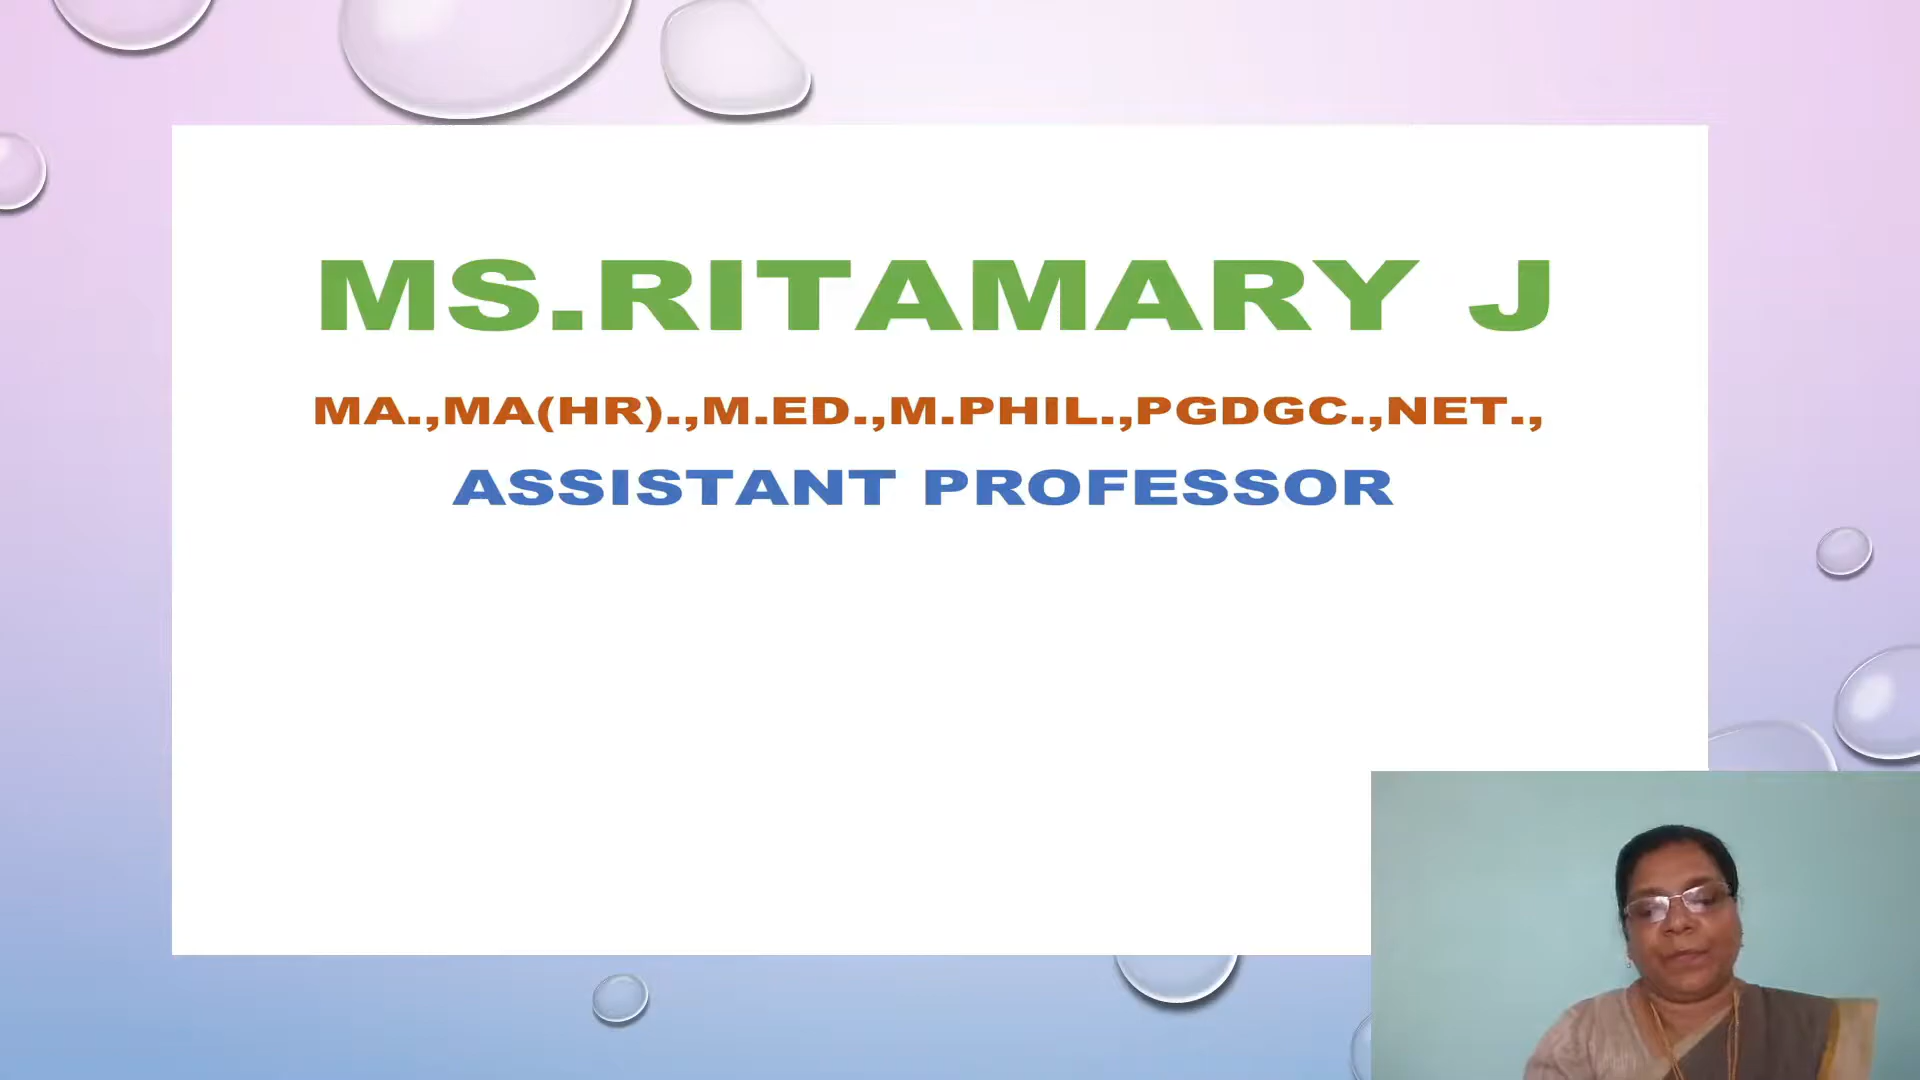 MS.RITAMARY J
MA.,MA(HR).,M.ED.,M.PHIL.,PGDGC.,NET.,
ASSISTANT PROFESSOR